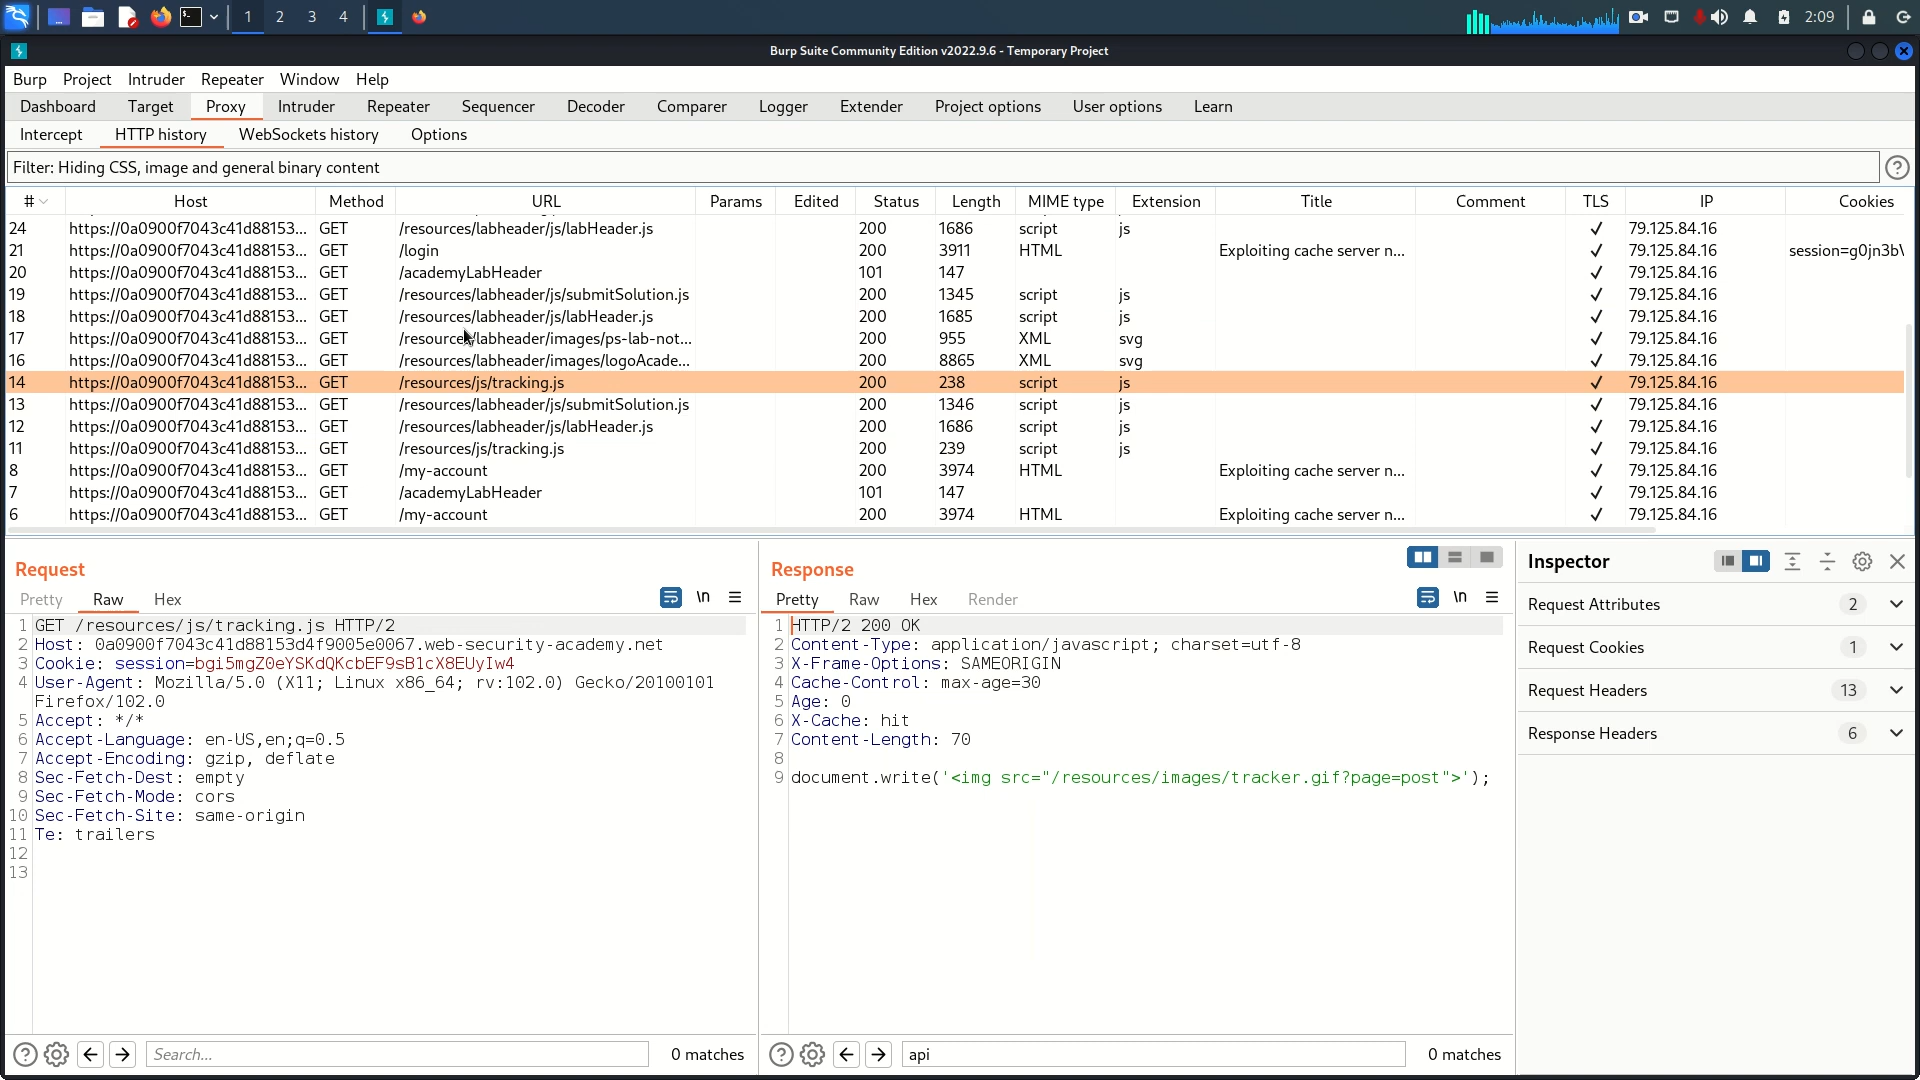 1 2 3 4 2:09
Burp Suite Community Edition v2022.9.6 - Temporary Project
Burp Project Intruder Repeater Window Help
Dashboard Target Proxy Intruder Repeater Sequencer Decoder Comparer Logger Extender Project options User options Learn
Intercept HTTP history WebSockets history Options
Filter: Hiding CSS, image and general binary content
# Host Method URL Params Edited Status Length MIME type Extension Title Comment TLS IP Cookies
24 https://0a0900f7043c41d88153... GET /resources/labheader/js/labHeader.js 200 1686 script js ✓ 79.125.84.16
21 https://0a0900f7043c41d88153... GET /login 200 3911 HTML Exploiting cache server n... ✓ 79.125.84.16 session=g0jn3b
20 https://0a0900f7043c41d88153... GET /academyLabHeader 101 147 ✓ 79.125.84.16
19 https://0a0900f7043c41d88153... GET /resources/labheader/js/submitSolution.js 200 1345 script js ✓ 79.125.84.16
18 https://0a0900f7043c41d88153... GET /resources/labheader/js/labHeader.js 200 1685 script js ✓ 79.125.84.16
17 https://0a0900f7043c41d88153... GET /resources/labheader/images/ps-lab-not... 200 955 XML svg ✓ 79.125.84.16
16 https://0a0900f7043c41d88153... GET /resources/labheader/images/logoAcade... 200 8865 XML svg ✓ 79.125.84.16
14 https://0a0900f7043c41d88153... GET /resources/js/tracking.js 200 238 script js ✓ 79.125.84.16
13 https://0a0900f7043c41d88153... GET /resources/labheader/js/submitSolution.js 200 1346 script js ✓ 79.125.84.16
12 https://0a0900f7043c41d88153... GET /resources/labheader/js/labHeader.js 200 1686 script js ✓ 79.125.84.16
11 https://0a0900f7043c41d88153... GET /resources/js/tracking.js 200 239 script js ✓ 79.125.84.16
8 https://0a0900f7043c41d88153... GET /my-account 200 3974 HTML Exploiting cache server n... ✓ 79.125.84.16
7 https://0a0900f7043c41d88153... GET /academyLabHeader 101 147 ✓ 79.125.84.16
6 https://0a0900f7043c41d88153... GET /my-account 200 3974 HTML Exploiting cache server n... ✓ 79.125.84.16
Request
Pretty Raw Hex \n
1 GET /resources/js/tracking.js HTTP/2
2 Host: 0a0900f7043c41d88153d4f9005e0067.web-security-academy.net
3 Cookie: session=bgi5mgZ0eYSKdQKcbEF9sB1cX8EUyIw4
4 User-Agent: Mozilla/5.0 (X11; Linux x86_64; rv:102.0) Gecko/20100101
Firefox/102.0
5 Accept: */*
6 Accept-Language: en-US,en;q=0.5
7 Accept-Encoding: gzip, deflate
8 Sec-Fetch-Dest: empty
9 Sec-Fetch-Mode: cors
10 Sec-Fetch-Site: same-origin
11 Te: trailers
12
13
Search... 0 matches
Response
Pretty Raw Hex Render \n
1 HTTP/2 200 OK
2 Content-Type: application/javascript; charset=utf-8
3 X-Frame-Options: SAMEORIGIN
4 Cache-Control: max-age=30
5 Age: 0
6 X-Cache: hit
7 Content-Length: 70
8
9 document.write('<img src="/resources/images/tracker.gif?page=post">');
api 0 matches
Inspector
Request Attributes 2
Request Cookies 1
Request Headers 13
Response Headers 6